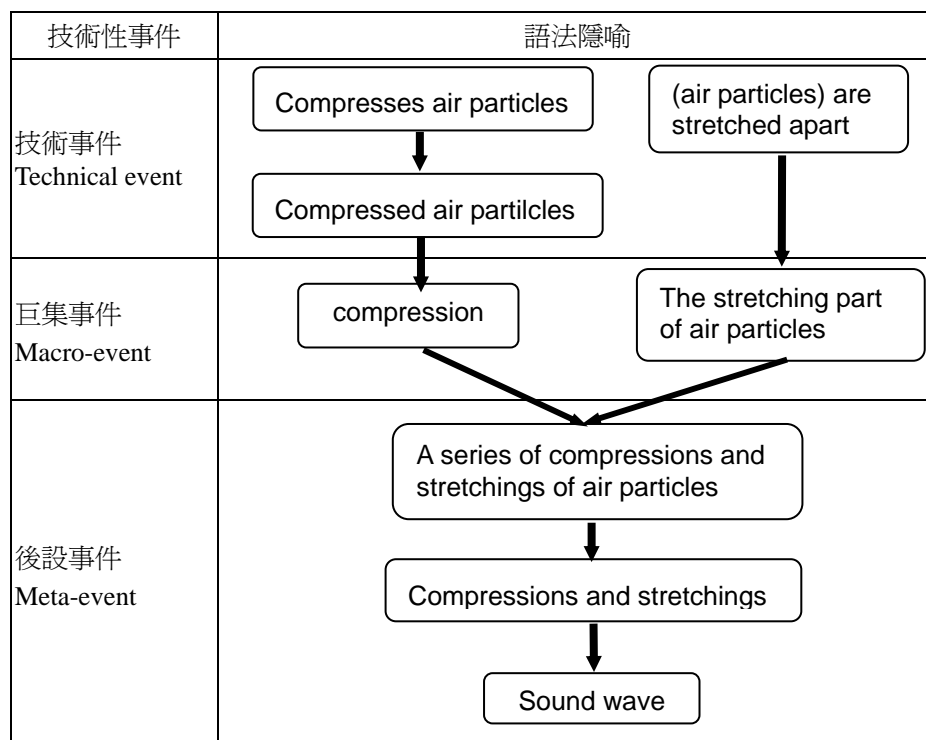 技術性事件
語法隱喻
技術事件
Technical event
Compresses air particles
(air particles) are
stretched apart
Compressed air partilcles
巨集事件
Macro-event
compression
The stretching part
of air particles
後設事件
Meta-event
A series of compressions and
stretchings of air particles
Compressions and stretchings
Sound wave